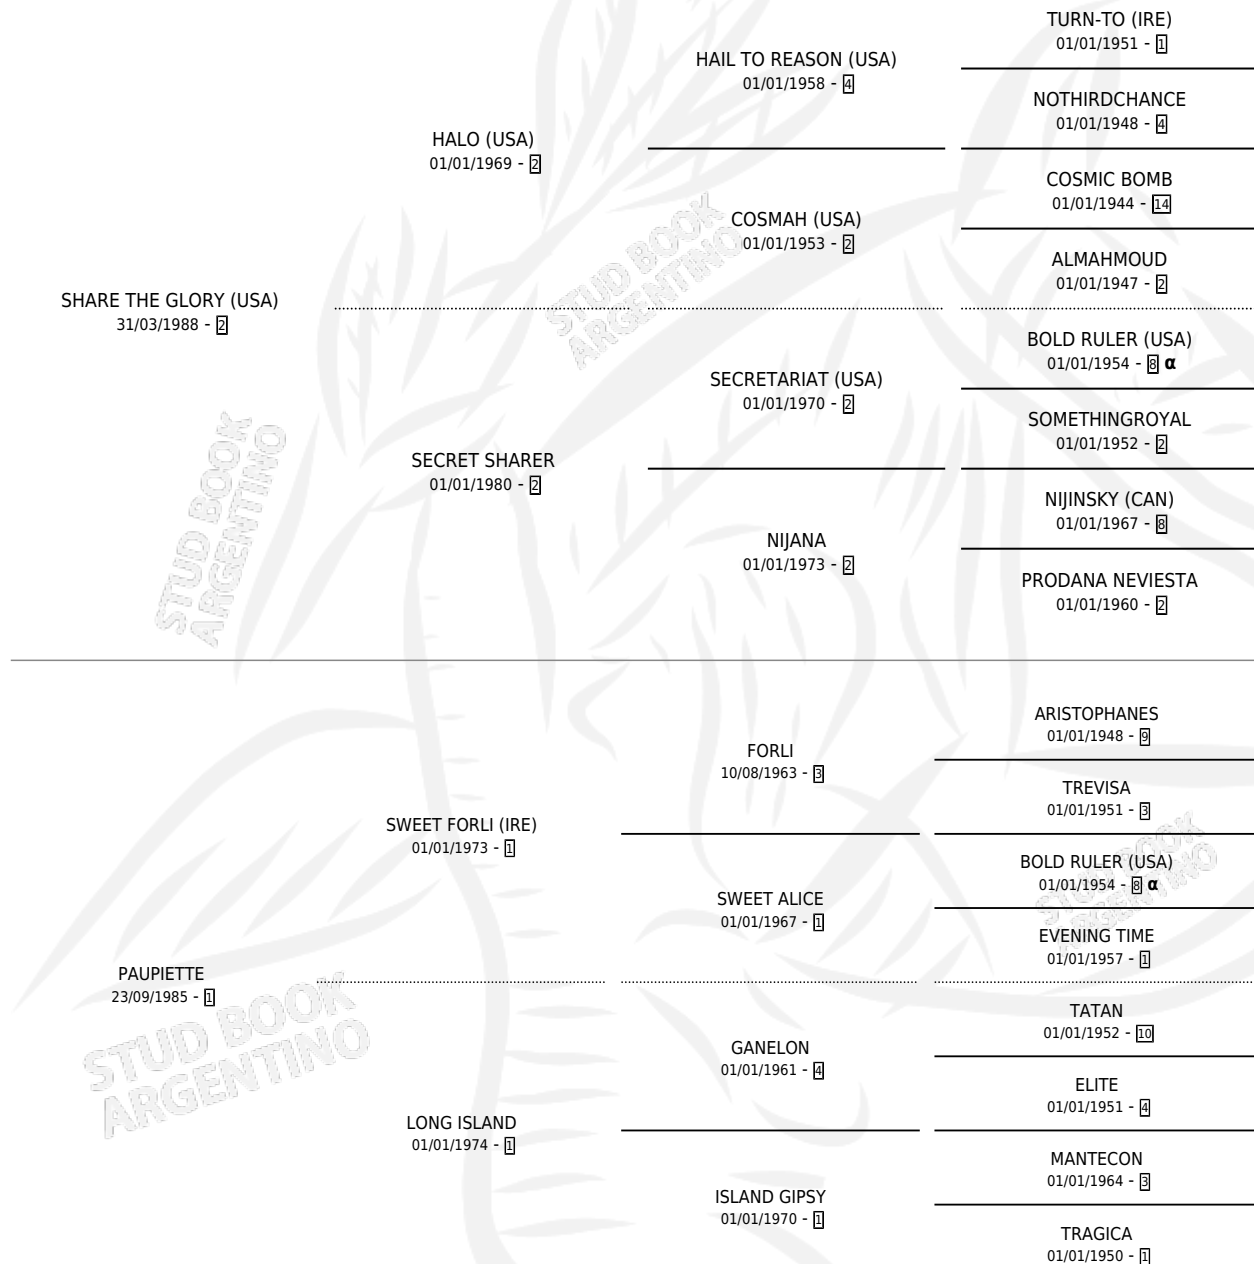 TURN-TO (IRE)
01/01/1951 - 1
HAIL TO REASON (USA)
01/01/1958 - 4
NOTHIRDCHANCE
01/01/1948 - 4
HALO (USA)
01/01/1969 - 2
COSMIC BOMB
01/01/1944 - 14
COSMAH (USA)
01/01/1953 - 2
ALMAHMOUD
01/01/1947 - 2
SHARE THE GLORY (USA)
31/03/1988 - 2
BOLD RULER (USA)
01/01/1954 - 8 α
SECRETARIAT (USA)
01/01/1970 - 2
SOMETHINGROYAL
01/01/1952 - 2
SECRET SHARER
01/01/1980 - 2
NIJINSKY (CAN)
01/01/1967 - 8
NIJANA
01/01/1973 - 2
PRODANA NEVIESTA
01/01/1960 - 2
ARISTOPHANES
01/01/1948 - 9
FORLI
10/08/1963 - 3
TREVISA
01/01/1951 - 3
SWEET FORLI (IRE)
01/01/1973 - 1
BOLD RULER (USA)
01/01/1954 - 8 α
SWEET ALICE
01/01/1967 - 1
EVENING TIME
01/01/1957 - 1
PAUPIETTE
23/09/1985 - 1
TATAN
01/01/1952 - 10
GANELON
01/01/1961 - 4
ELITE
01/01/1951 - 4
LONG ISLAND
01/01/1974 - 1
MANTECON
01/01/1964 - 3
ISLAND GIPSY
01/01/1970 - 1
TRAGICA
01/01/1950 - 1
STUD BOOK
ARGENTINO
STUD BOOK
ARGENTINO
STUD BOOK
ARGENTINO
STUD BOOK
ARGENTINO